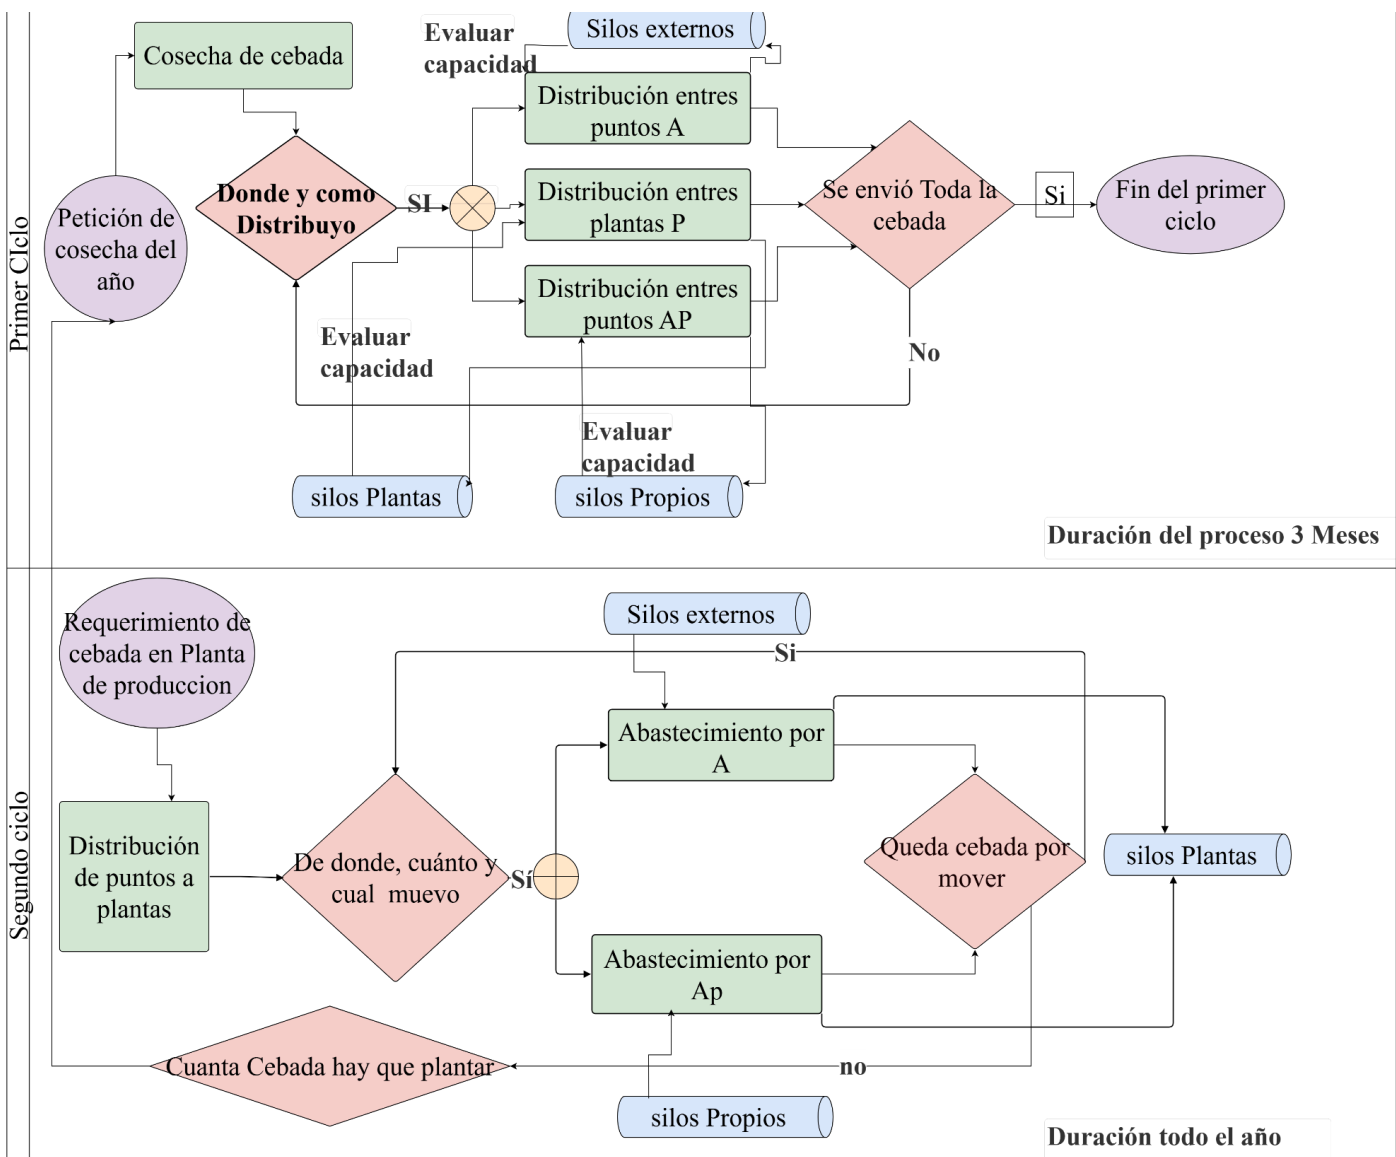 Primer CIclo
Cosecha de cebada
Evaluar
capacidad
Silos externos
Distribución entres
puntos A
Petición de
cosecha del
año
Donde y como
Distribuyo
SI
Distribución entres
plantas P
Se envió Toda la
cebada
Si
Fin del primer
ciclo
Distribución entres
puntos AP
Evaluar
capacidad
No
Evaluar
capacidad
silos Plantas
silos Propios
Duración del proceso 3 Meses
Segundo ciclo
Requerimiento de
cebada en Planta
de produccion
Silos externos
Si
Abastecimiento por
A
Distribución
de puntos a
plantas
De donde, cuánto y
cual muevo
Sí
Queda cebada por
mover
silos Plantas
Abastecimiento por
Ap
Cuanta Cebada hay que plantar
no
silos Propios
Duración todo el año